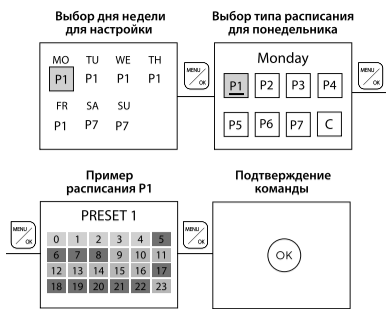 Выбор дня недели
для настройки
MO TU WE TH
P1 P1 P1 P1
FR SA SU
P1 P7 P7
MENU/OK
Выбор типа расписания
для понедельника
Monday
P1 P2 P3 P4
P5 P6 P7 C
MENU/OK
Пример
расписания P1
MENU/OK
PRESET 1
0 1 2 3 4 5
6 7 8 9 10 11
12 13 14 15 16 17
18 19 20 21 22 23
MENU/OK
Подтверждение
команды
OK